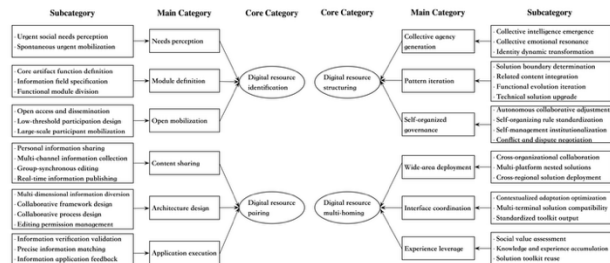 Subcategory Main Category Core Category Core Category Main Category Subcategory
· Urgent social needs perception
· Spontaneous urgent mobilization
Needs perception
· Core artifact function definition
· Information field specification
· Functional module division
Module definition
· Open access and dissemination
· Low-threshold participation design
· Large-scale participant mobilization
Open mobilization
Digital resource
identification
· Personal information sharing
· Multi-channel information collection
· Group-synchronous editing
· Real-time information publishing
Content sharing
· Multi-dimensional information diversion
· Collaborative framework design
· Collaborative process design
· Editing permission management
Architecture design
· Information verification validation
· Precise information matching
· Information application feedback
Application execution
Digital resource
pairing
Digital resource
structuring
Collective agency
generation
· Collective intelligence emergence
· Collective emotional resonance
· Identity dynamic transformation
Pattern iteration
· Solution boundary determination
· Related content integration
· Functional evolution iteration
· Technical solution upgrade
Self-organized
governance
· Autonomous collaborative adjustment
· Self-organizing rule standardization
· Self-management institutionalization
· Conflict and dispute negotiation
Digital resource
multi-homing
Wide-area deployment
· Cross-organizational collaboration
· Multi-platform nested solutions
· Cross-regional solution deployment
Interface coordination
· Contextualized adaptation optimization
· Multi-terminal solution compatibility
· Standardized toolkit output
Experience leverage
· Social value assessment
· Knowledge and experience accumulation
· Solution toolkit reuse